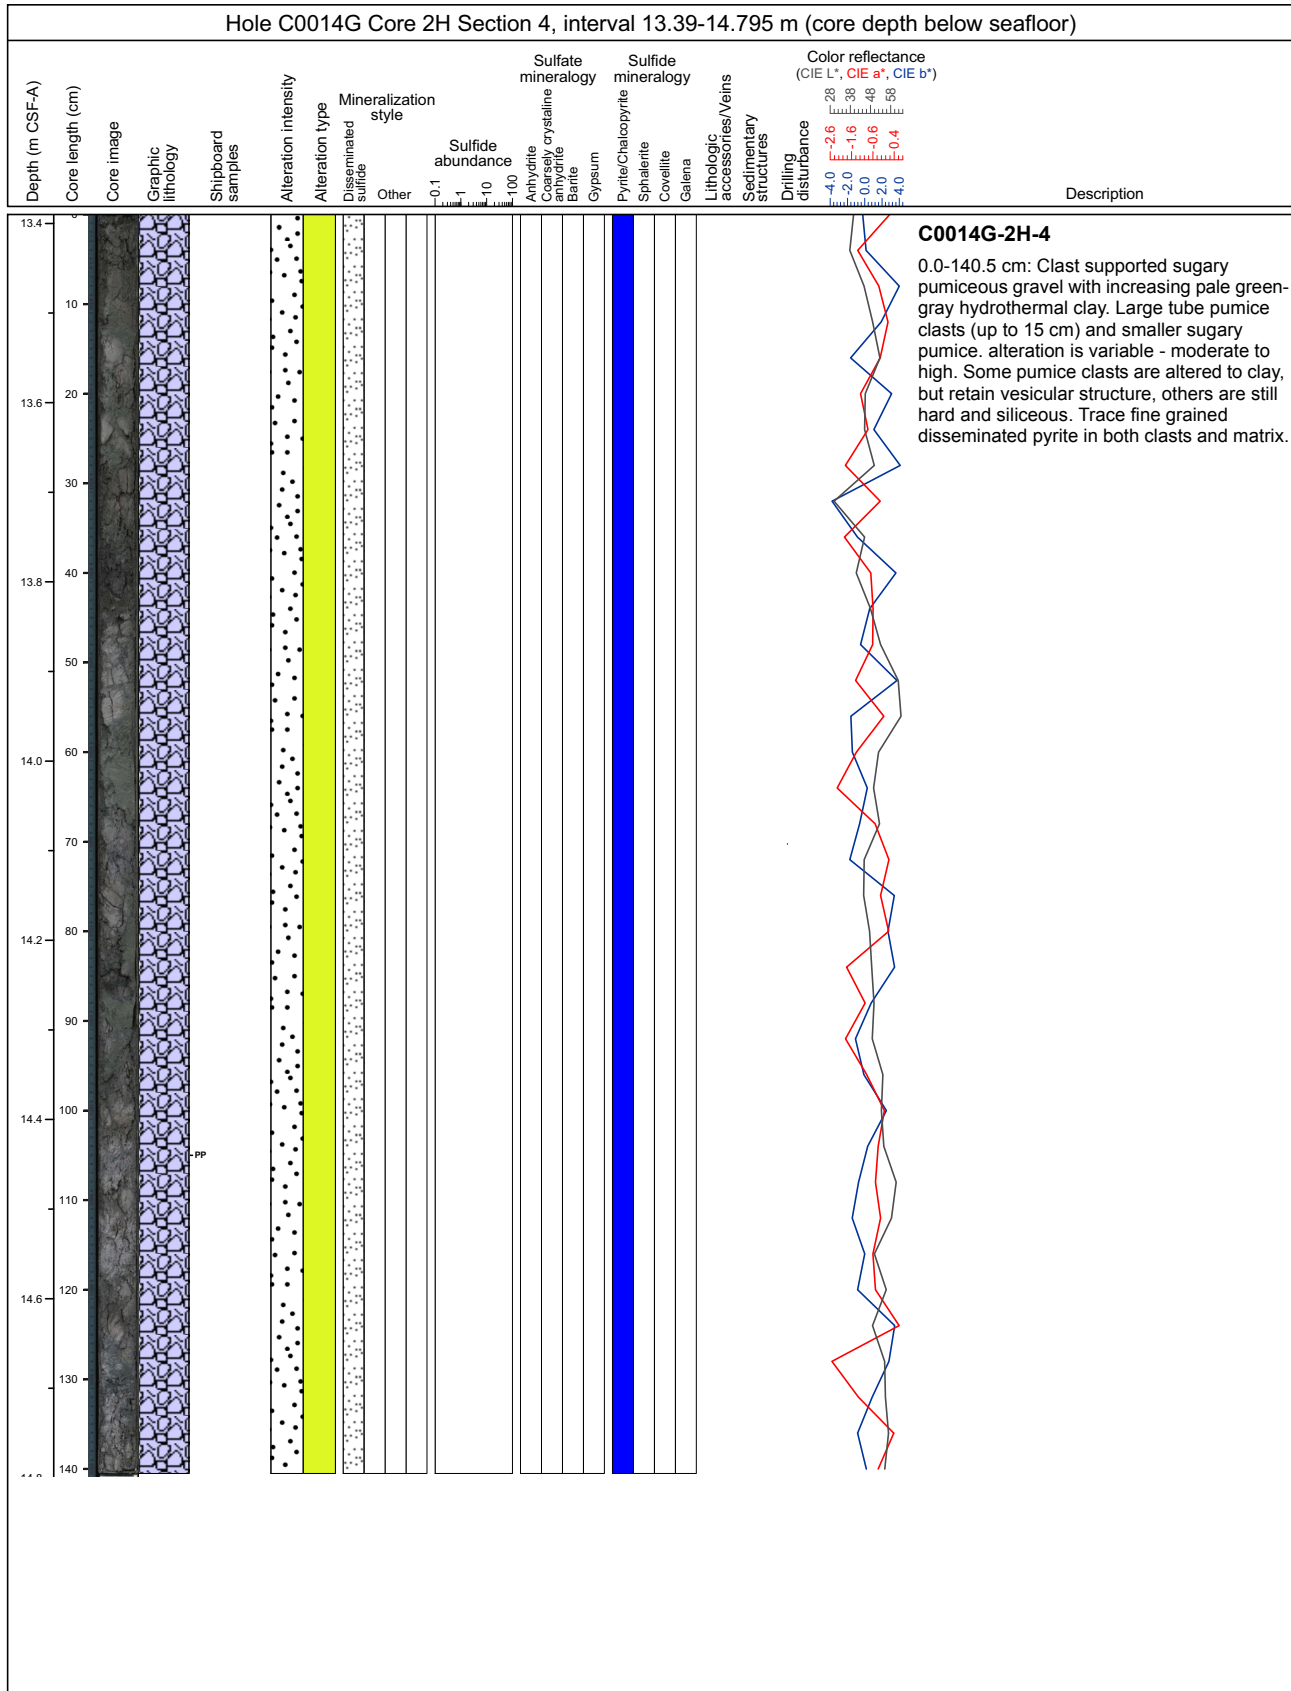 Hole C0014G Core 2H Section 4, interval 13.39-14.795 m (core depth below seafloor)
Depth (m CSF-A)
Core length (cm)
Core image
Graphic
lithology
Shipboard
samples
Alteration intensity
Alteration type
Mineralization
style
Disseminated
sulfide
Other
Sulfide
abundance
0.1
1
10
100
Sulfate
mineralogy
Anhydrite
Coarsely crystaline
anhydrite
Barite
Gypsum
Sulfide
mineralogy
Pyrite/Chalcopyrite
Sphalerite
Covellite
Galena
Lithologic
accessories/Veins
Sedimentary
structures
Drilling
disturbance
Color reflectance
(CIE L*, CIE a*, CIE b*)
28 38 48 58
-2.6 -1.6 -0.6 0.4
-4.0 -2.0 0.0 2.0 4.0
Description
C0014G-2H-4
0.0-140.5 cm: Clast supported sugary
pumiceous gravel with increasing pale green-
gray hydrothermal clay. Large tube pumice
clasts (up to 15 cm) and smaller sugary
pumice. alteration is variable - moderate to
high. Some pumice clasts are altered to clay,
but retain vesicular structure, others are still
hard and siliceous. Trace fine grained
disseminated pyrite in both clasts and matrix.
13.4
13.6
13.8
14.0
14.2
14.4
14.6
10
20
30
40
50
60
70
80
90
100
110
120
130
140
PP